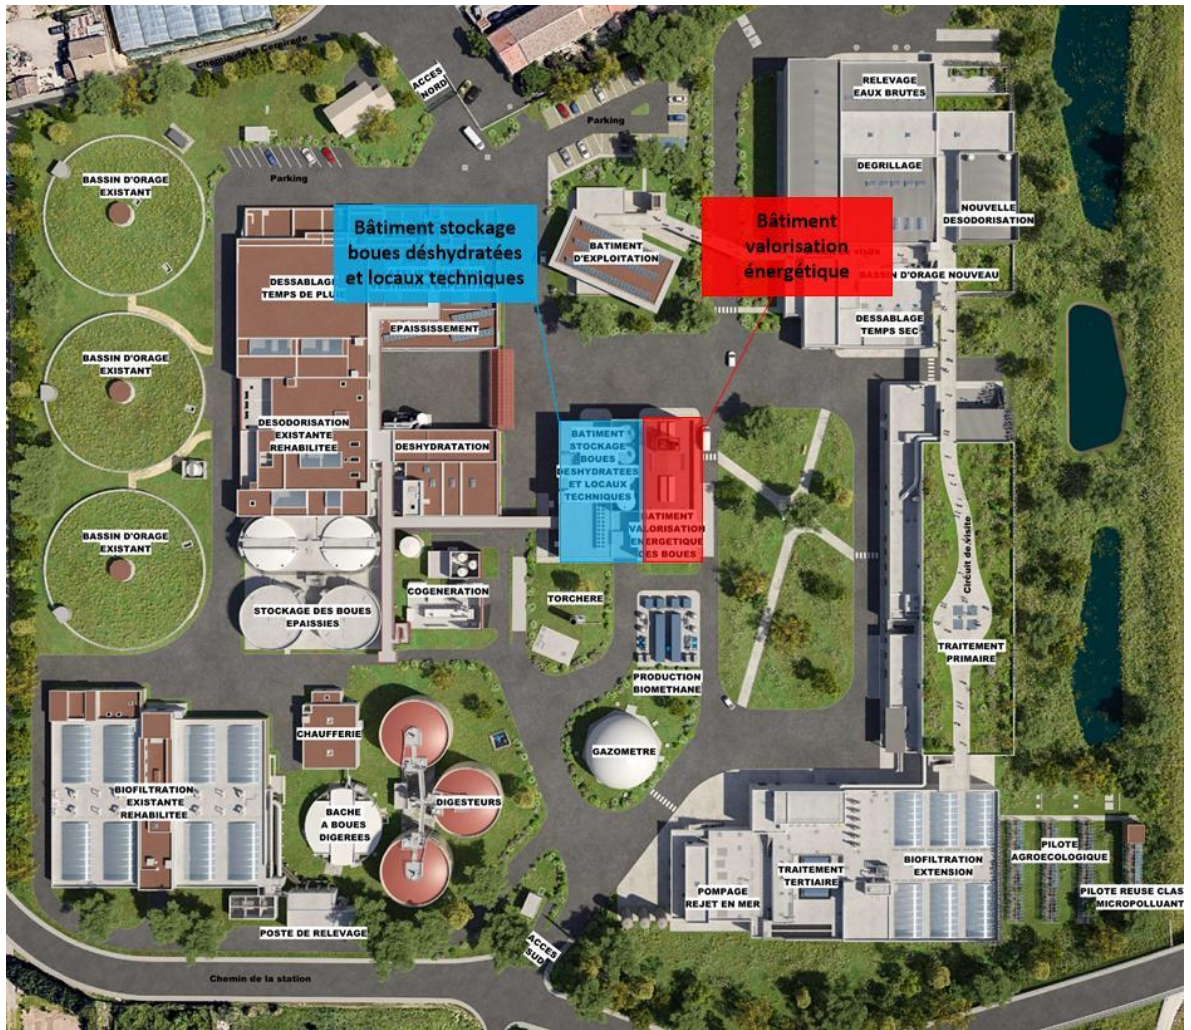 Chemin de la Cergirede
ACCES
NORD
RELEVAGE
EAUX BRUTES
Parking
Parking
DEGRILLAGE
BASSIN D'ORAGE
EXISTANT
NOUVELLE
DESODORISATION
Bâtiment stockage
boues déshydratées
et locaux techniques
Bâtiment
valorisation
énergétique
BATIMENT
D'EXPLOITATION
visite
BASSIN D'ORAGE NOUVEAU
DESSABLAGE
TEMPS DE PLUIE
EPAISSISSEMENT
DESSABLAGE
TEMPS SEC
BASSIN D'ORAGE
EXISTANT
DESODORISATION
EXISTANTE
REHABILITEE
DESHYDRATATION
BATIMENT
STOCKAGE
BOUES
DESHYDRATEES
ET LOCAUX
TECHNIQUES
BATIMENT
VALORISATION
ENERGETIQUE
DES BOUES
BASSIN D'ORAGE
EXISTANT
Circuit de visite
STOCKAGE DES BOUES
EPAISSIES
COGENERATION
TORCHERE
TRAITEMENT
PRIMAIRE
PRODUCTION
BIOMETHANE
CHAUFFERIE
GAZOMETRE
BIOFILTRATION
EXISTANTE
REHABILITEE
BACHE
A BOUES
DIGEREES
DIGESTEURS
POMPAGE
REJET EN MER
TRAITEMENT
TERTIAIRE
BIOFILTRATION
EXTENSION
PILOTE
AGROECOLOGIQUE
PILOTE REUSE CLAS
MICROPOLLUANT
POSTE DE RELEVAGE
ACCES
SUD
Chemin de la station